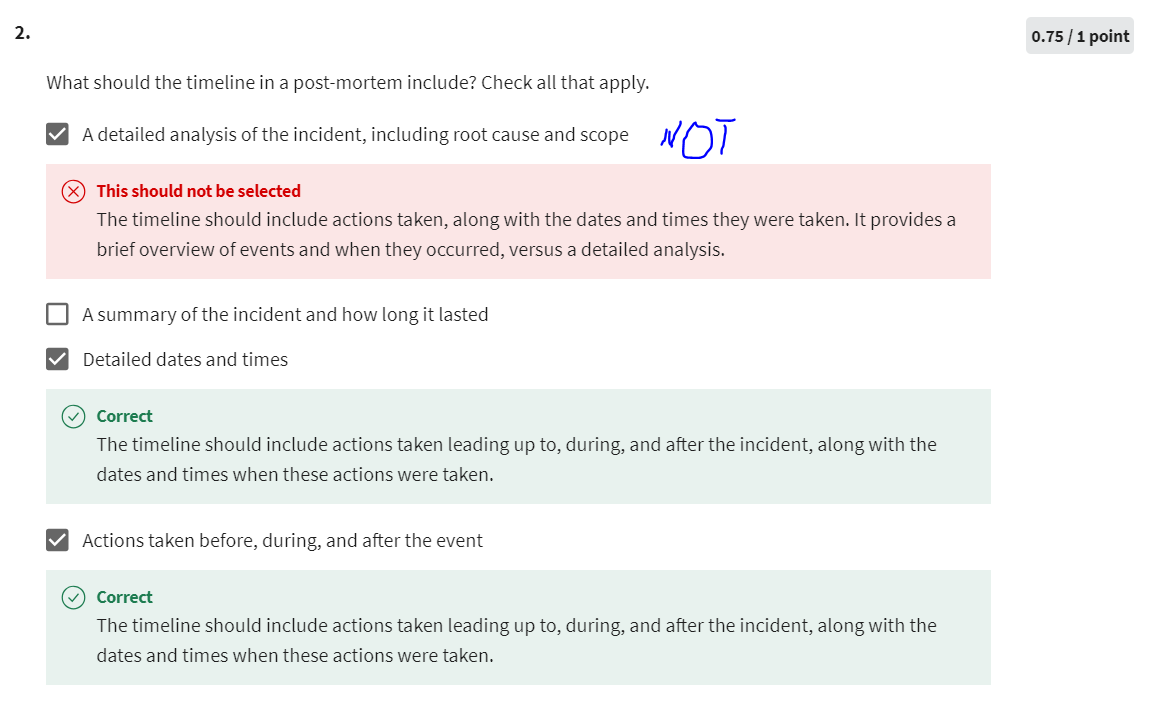 2.
0.75 / 1 point
What should the timeline in a post-mortem include? Check all that apply.
A detailed analysis of the incident, including root cause and scope NOT
This should not be selected
The timeline should include actions taken, along with the dates and times they were taken. It provides a
brief overview of events and when they occurred, versus a detailed analysis.
A summary of the incident and how long it lasted
Detailed dates and times
Correct
The timeline should include actions taken leading up to, during, and after the incident, along with the
dates and times when these actions were taken.
Actions taken before, during, and after the event
Correct
The timeline should include actions taken leading up to, during, and after the incident, along with the
dates and times when these actions were taken.